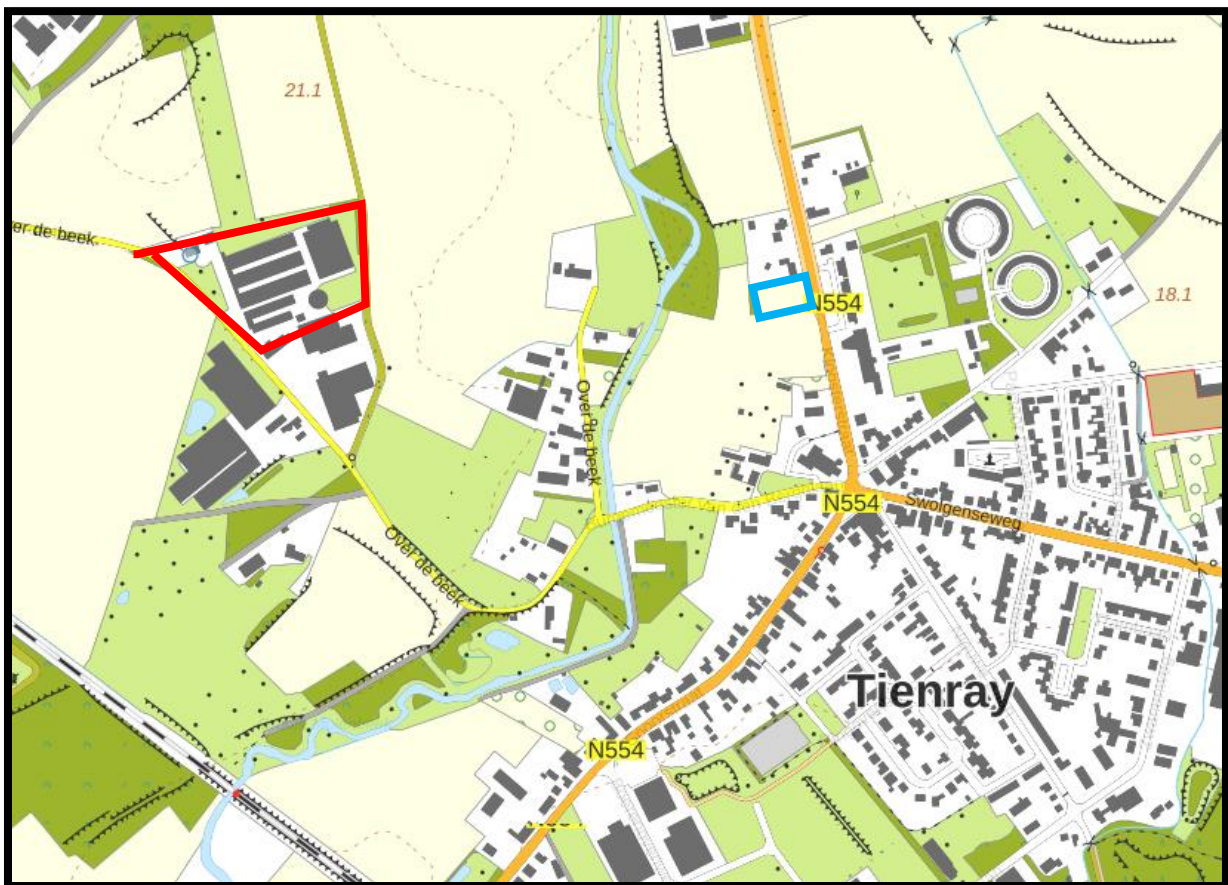 21.1
er de beek
N554
18.1
Over de beek
N554
Swolgenseweg
Over de beek
Tienray
N554